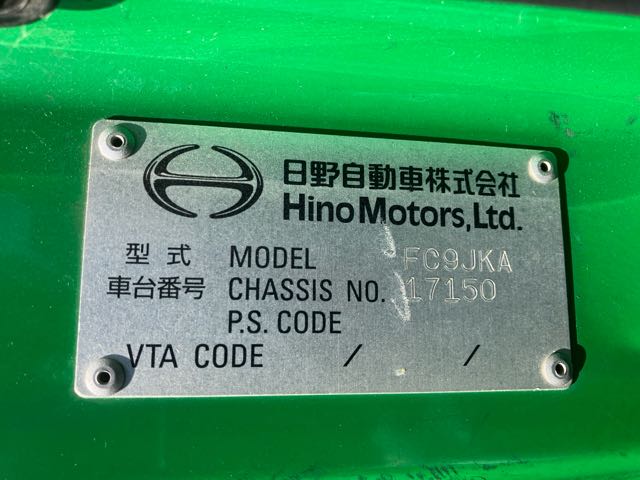 日野自動車株式会社
Hino Motors, Ltd.
型式 MODEL FC9JKA
車台番号 CHASSIS NO. 17150
P.S. CODE
VTA CODE / /